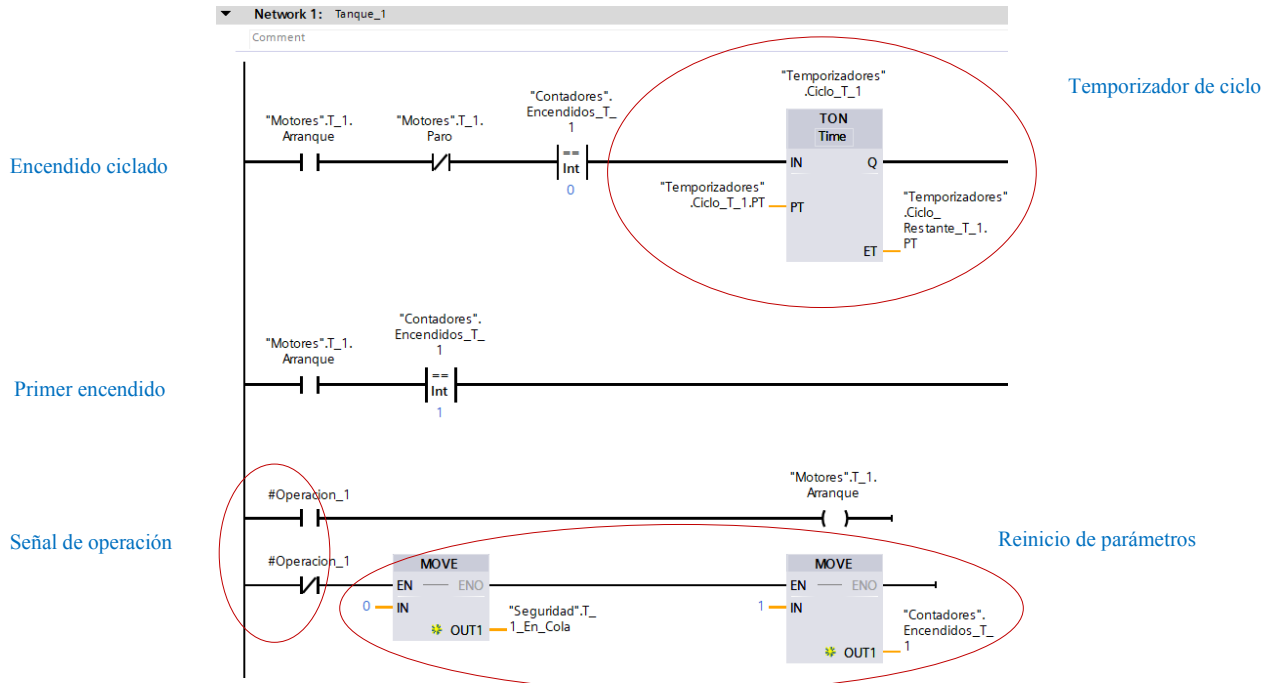 Network 1: Tanque_1
Comment
"Temporizadores"
.Ciclo_T_1
Temporizador de ciclo
"Contadores".
Encendidos_T_
1
"Motores".T_1.
Arranque
"Motores".T_1.
Paro
TON
Time
Encendido ciclado
==
Int
0
IN
Q
"Temporizadores"
.Ciclo_T_1.PT
PT
"Temporizadores"
.Ciclo_
Restante_T_1.
PT
ET
"Contadores".
Encendidos_T_
1
"Motores".T_1.
Arranque
Primer encendido
==
Int
1
"Motores".T_1.
Arranque
#Operacion_1
Señal de operación
Reinicio de parámetros
#Operacion_1
MOVE
EN
ENO
0
IN
OUT1
"Seguridad".T_
1_En_Cola
MOVE
EN
ENO
1
IN
OUT1
"Contadores".
Encendidos_T_
1